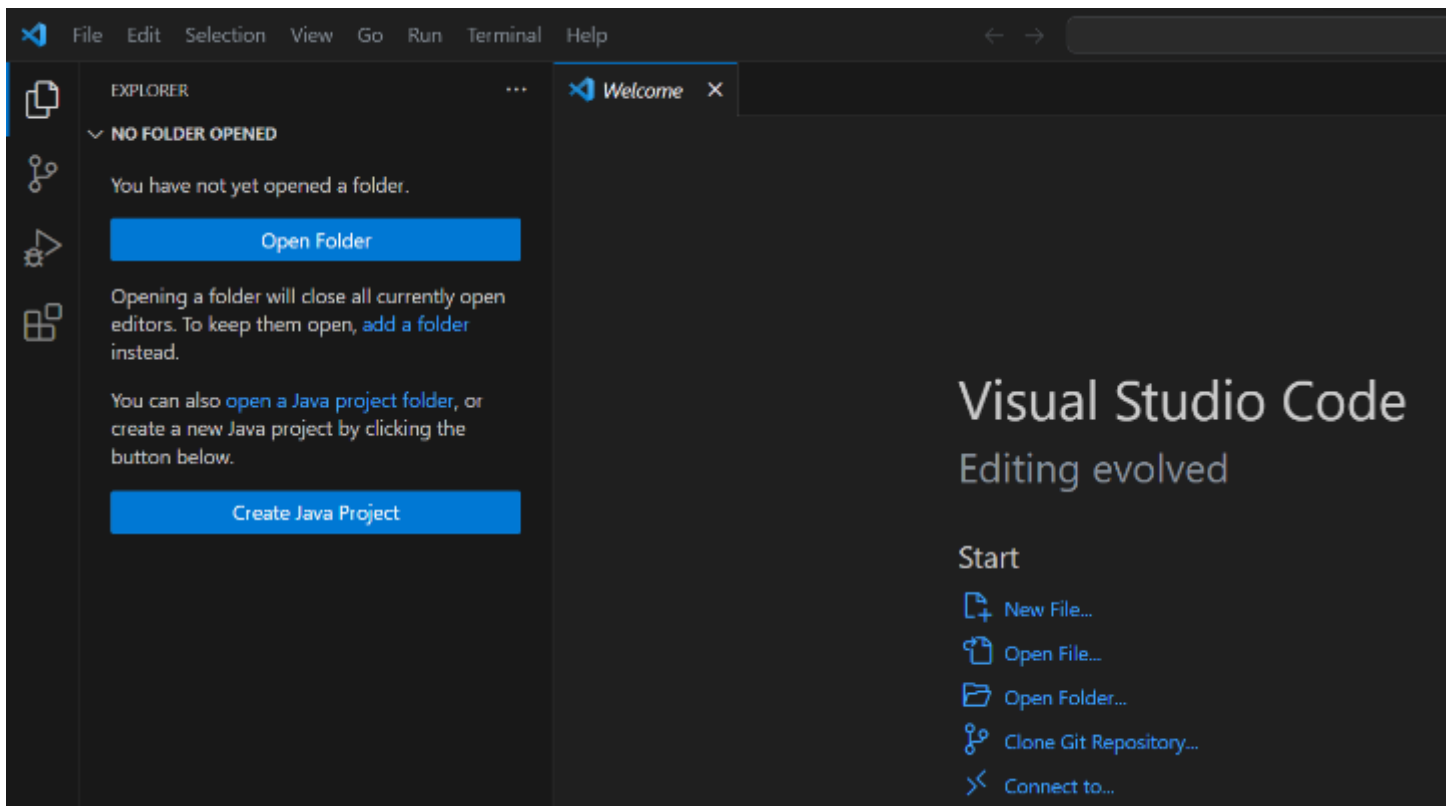 File Edit Selection View Go Run Terminal Help
EXPLORER
NO FOLDER OPENED
You have not yet opened a folder.
Open Folder
Opening a folder will close all currently open
editors. To keep them open, add a folder
instead.
You can also open a Java project folder, or
create a new Java project by clicking the
button below.
Create Java Project
Welcome
Visual Studio Code
Editing evolved
Start
New File...
Open File...
Open Folder...
Clone Git Repository...
Connect to...